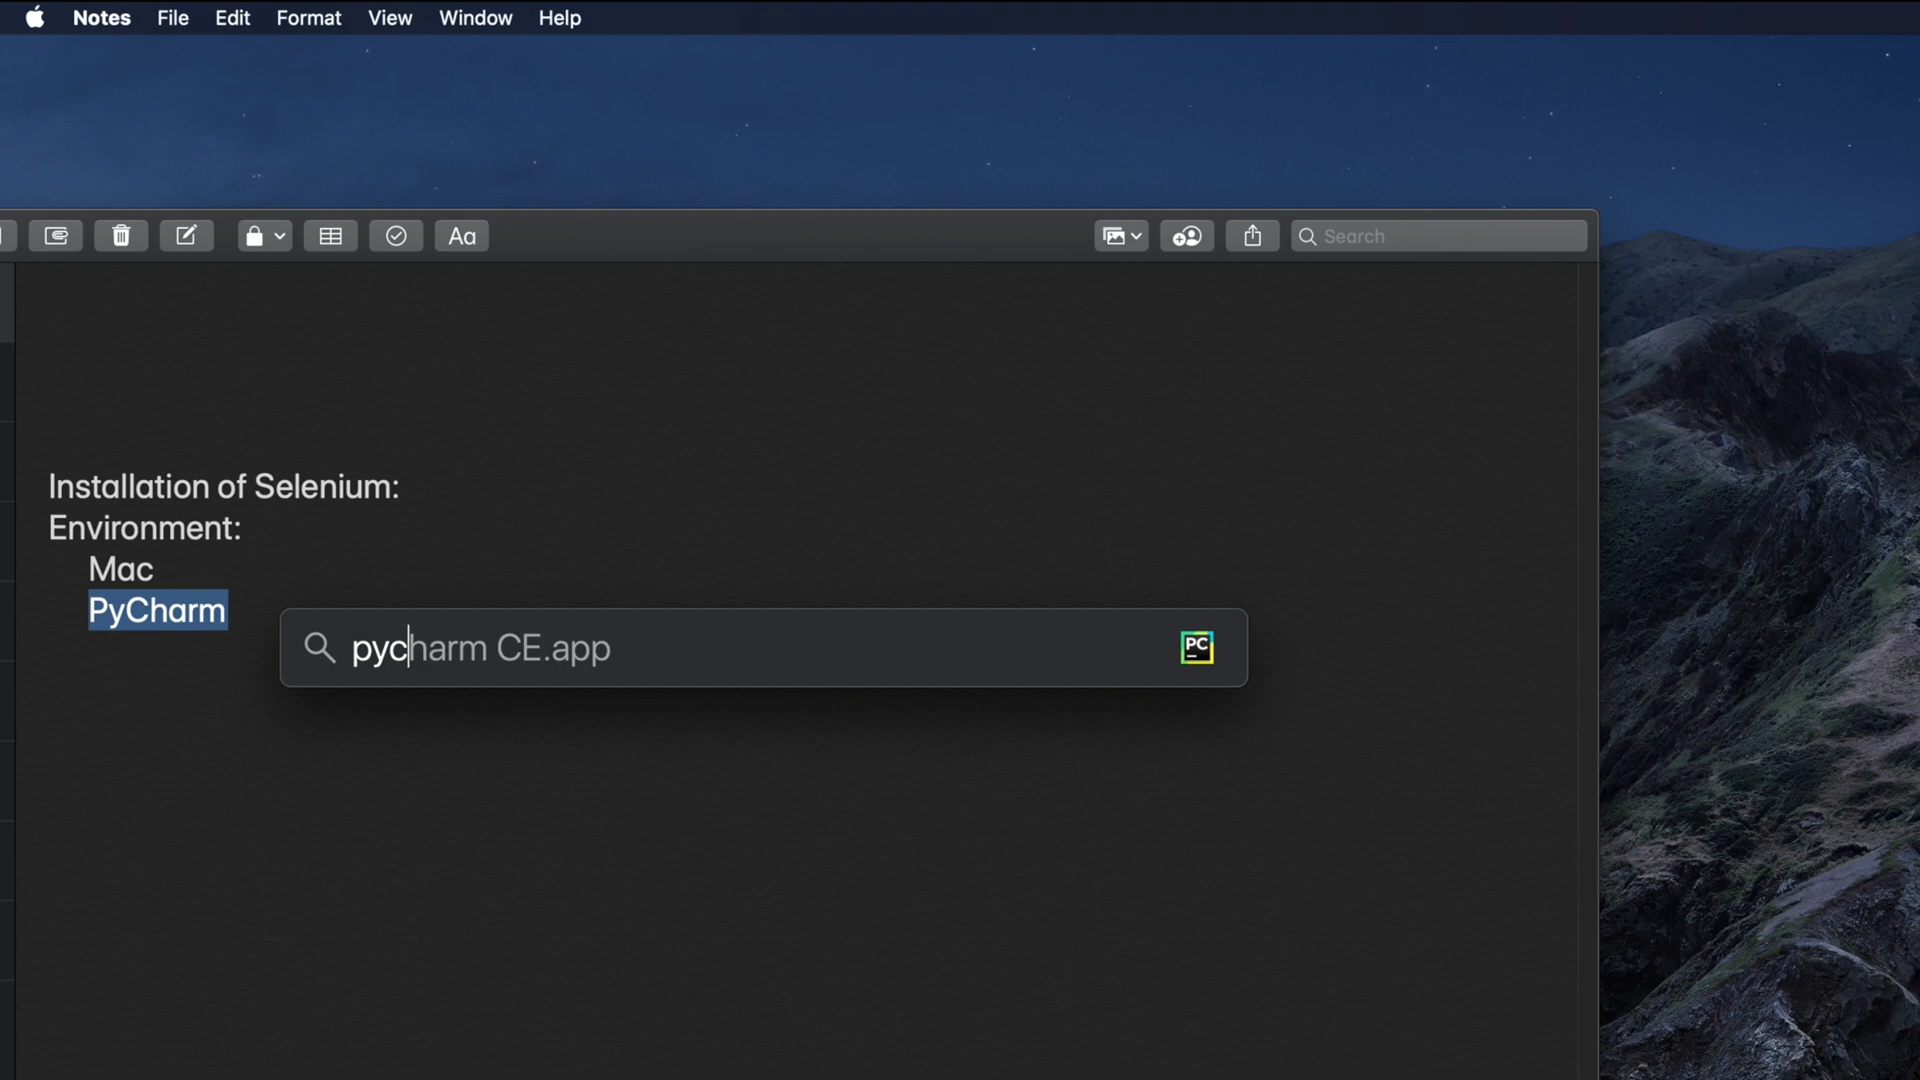 Notes File Edit Format View Window Help
Aa
Search
Installation of Selenium:
Environment:
Mac
PyCharm
pycharm CE.app
PC